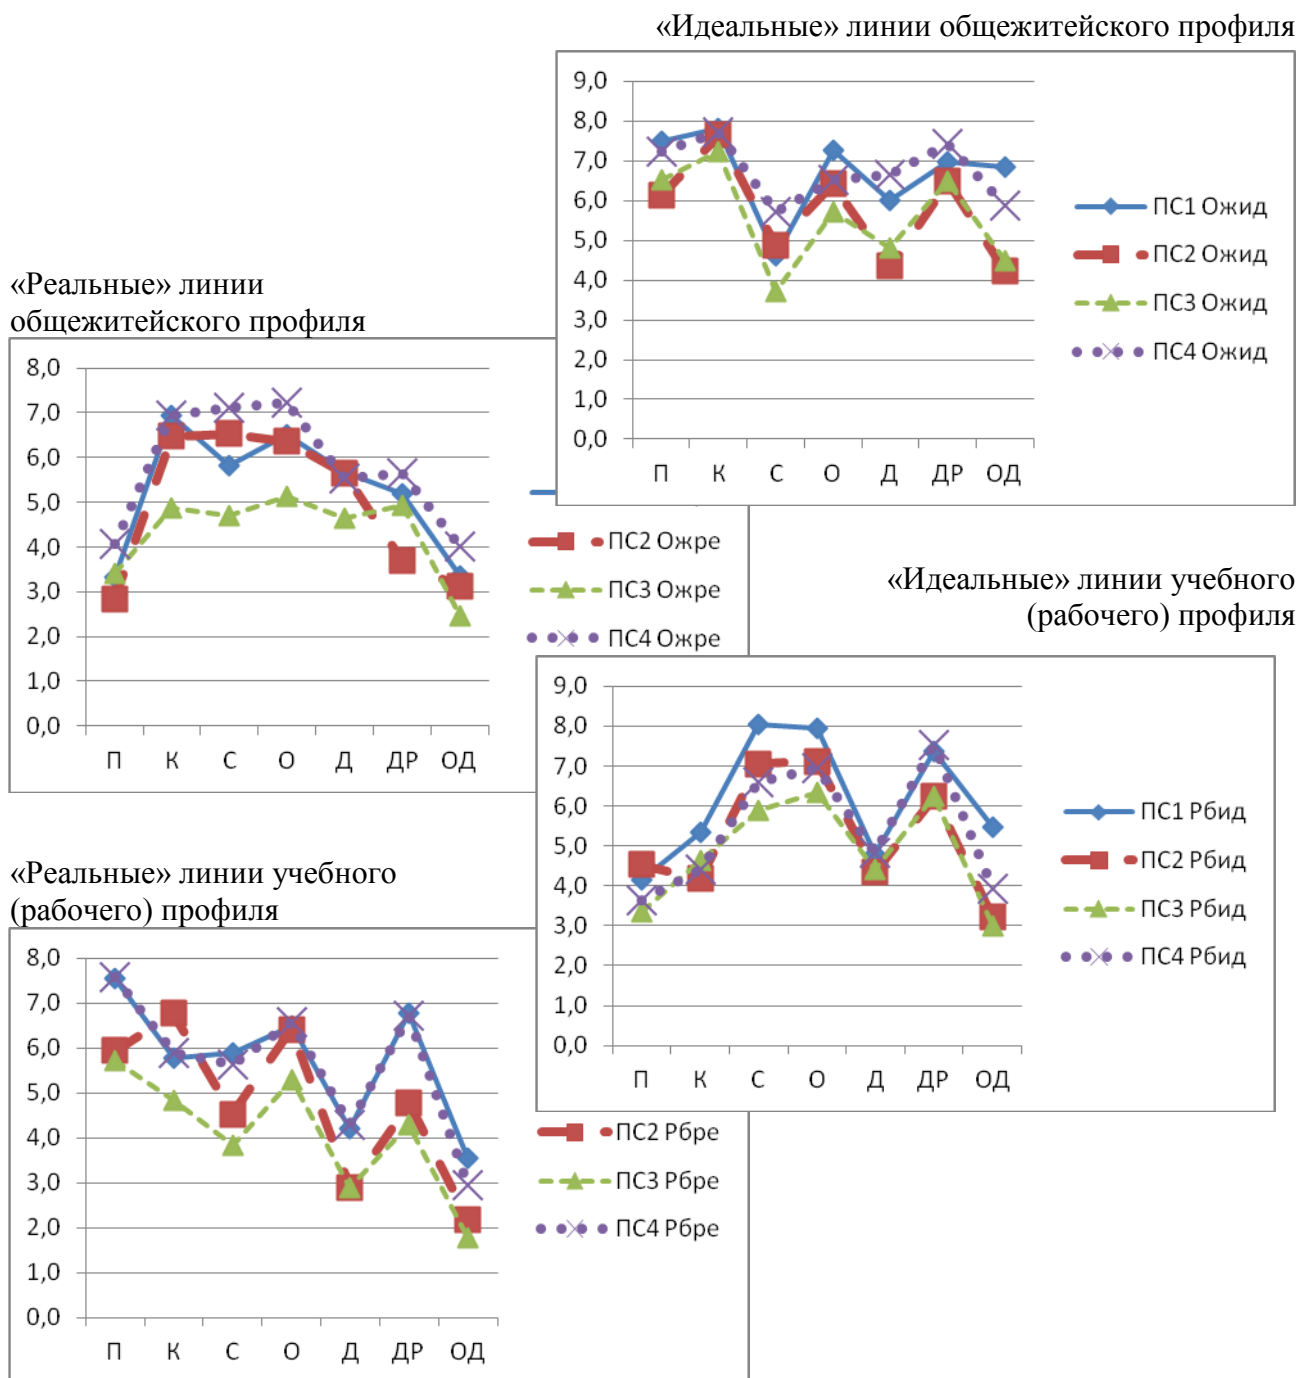 «Идеальные» линии общежитейского профиля
9,0
8,0
7,0
6,0
5,0
4,0
3,0
2,0
1,0
0,0
П К С О Д ДР ОД
ПС1 Ожид
ПС2 Ожид
ПС3 Ожид
ПС4 Ожид
«Реальные» линии
общежитейского профиля
8,0
7,0
6,0
5,0
4,0
3,0
2,0
1,0
0,0
П К С О Д ДР ОД
ПС2 Ожре
ПС3 Ожре
ПС4 Ожре
«Идеальные» линии учебного
(рабочего) профиля
9,0
8,0
7,0
6,0
5,0
4,0
3,0
2,0
1,0
0,0
П К С О Д ДР ОД
ПС1 Рбид
ПС2 Рбид
ПС3 Рбид
ПС4 Рбид
«Реальные» линии учебного
(рабочего) профиля
8,0
7,0
6,0
5,0
4,0
3,0
2,0
1,0
0,0
П К С О Д ДР ОД
ПС2 Рбре
ПС3 Рбре
ПС4 Рбре